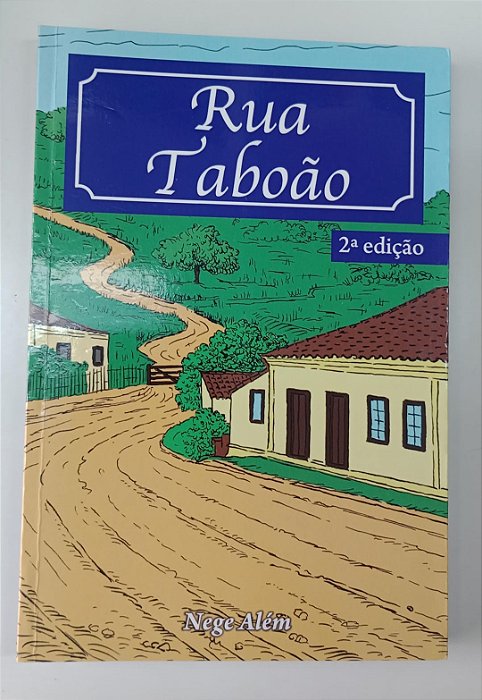 Rua
Taboão
2ª edição
Nege Além